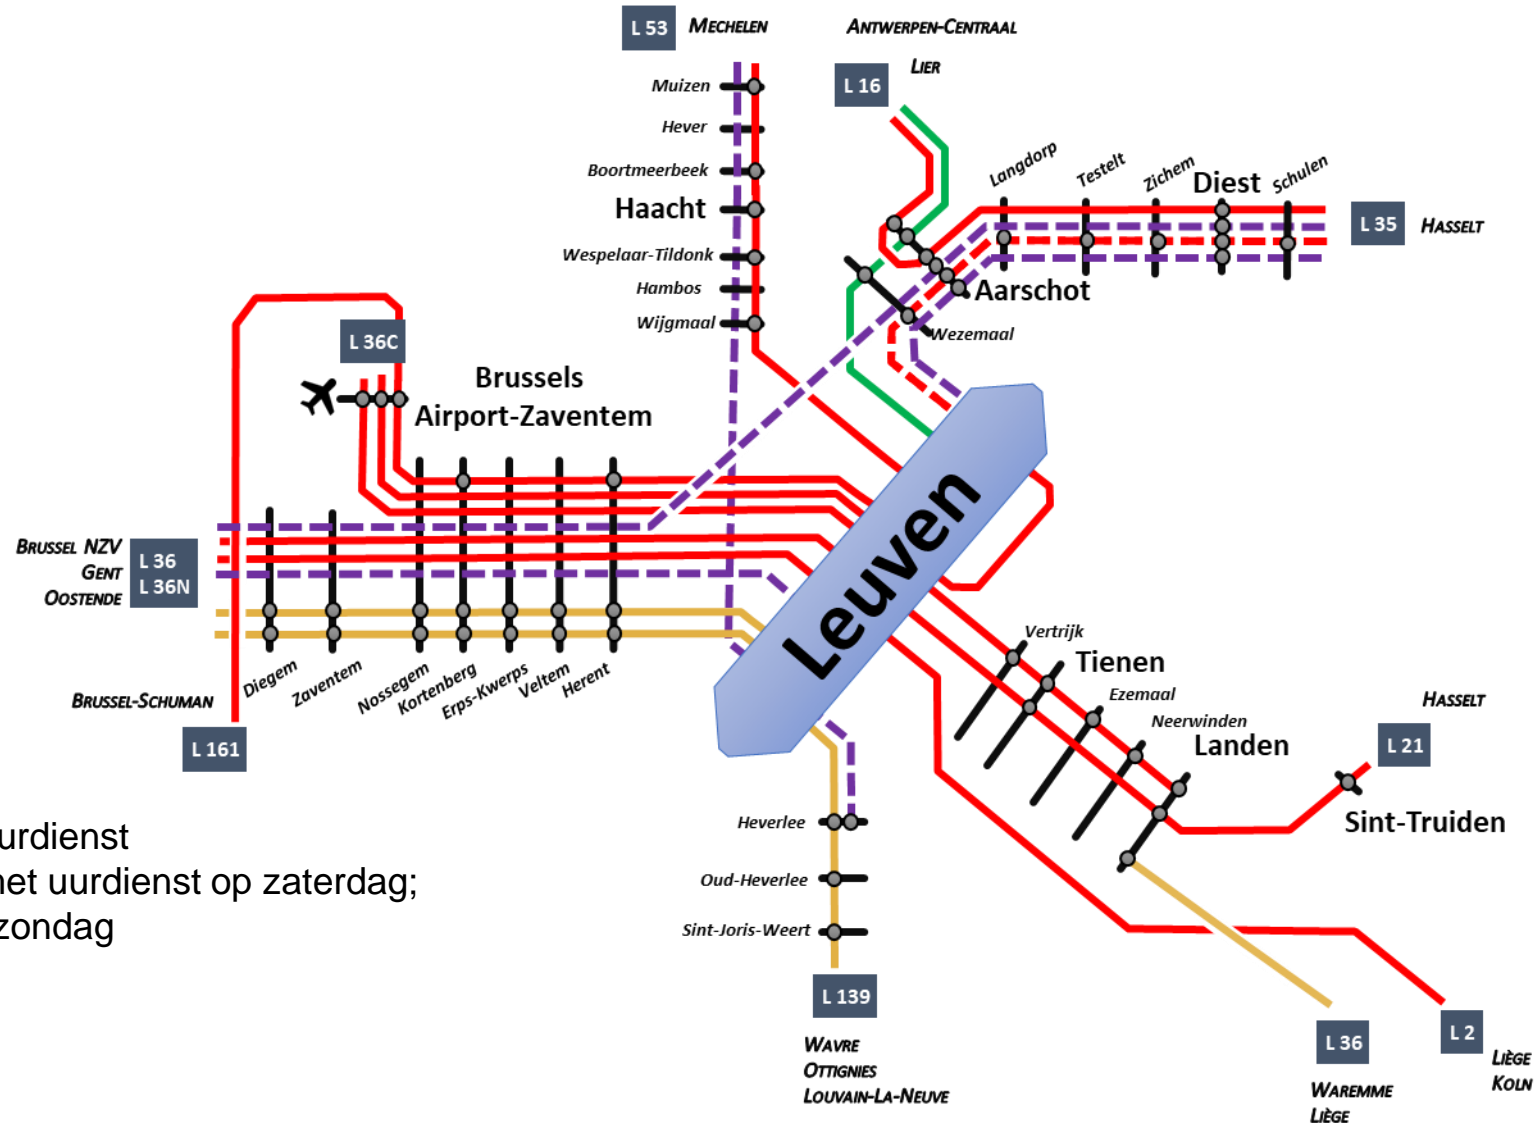 L 53
MECHELEN
ANTWERPEN-CENTRAAL
LIER
L 16
Muizen
Hever
Boortmeerbeek
Haacht
Wespelaar-Tildonk
Hambos
Wijgmaal
Langdorp
Testelt
Zichem
Diest
Schulen
L 35
HASSELT
Aarschot
Wezemaal
L 36C
Brussels
Airport-Zaventem
BRUSSEL NZV
GENT
OOSTENDE
L 36
L 36N
Leuven
Diegem
Zaventem
Nossegem
Kortenberg
Erps-Kwerps
Veltem
Herent
BRUSSEL-SCHUMAN
L 161
Vertrijk
Tienen
Ezemaal
Neerwinden
Landen
HASSELT
L 21
Sint-Truiden
urdienst
net uurdienst op zaterdag;
zondag
Heverlee
Oud-Heverlee
Sint-Joris-Weert
L 139
WAVRE
OTTIGNIES
LOUVAIN-LA-NEUVE
L 36
WAREMME
LIÈGE
L 2
LIÈGE
KOLN